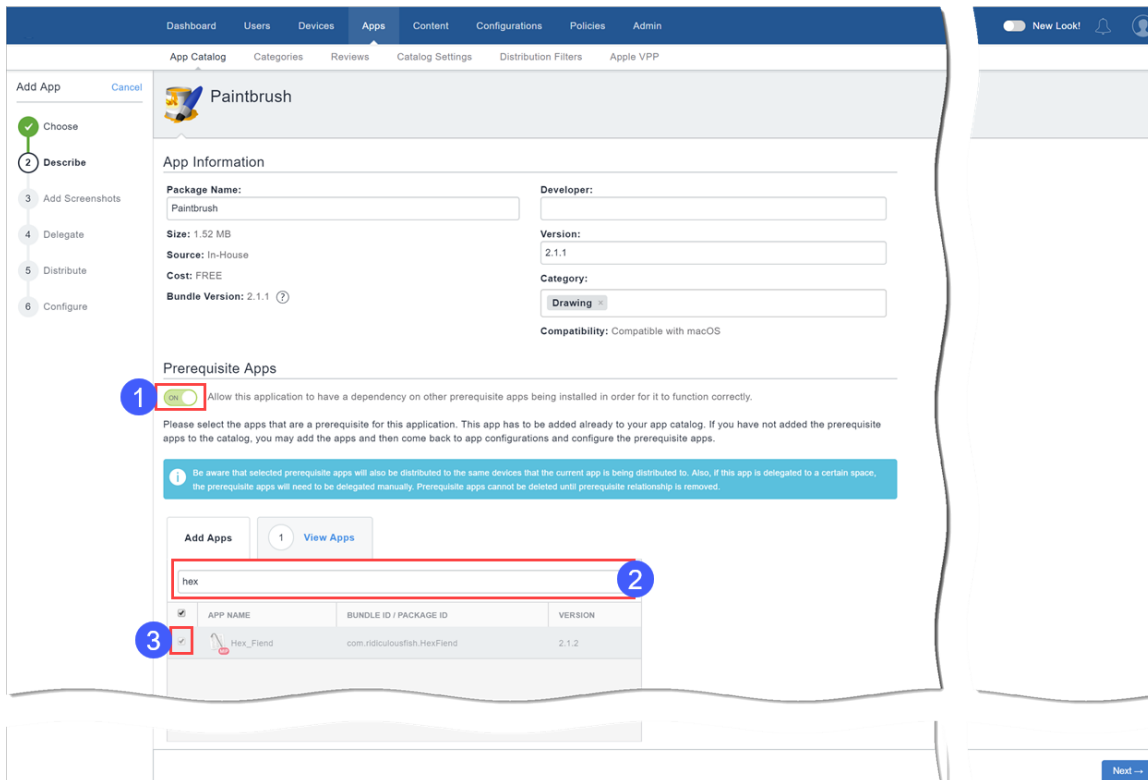 Dashboard Users Devices Apps Content Configurations Policies Admin New Look!
App Catalog Categories Reviews Catalog Settings Distribution Filters Apple VPP
Add App Cancel
Choose
2 Describe
3 Add Screenshots
4 Delegate
5 Distribute
6 Configure
Paintbrush
App Information
Package Name:
Paintbrush
Size: 1.52 MB
Source: In-House
Cost: FREE
Bundle Version: 2.1.1 ?
Developer:
Version:
2.1.1
Category:
Drawing ×
Compatibility: Compatible with macOS
Prerequisite Apps
1 ON Allow this application to have a dependency on other prerequisite apps being installed in order for it to function correctly.
Please select the apps that are a prerequisite for this application. This app has to be added already to your app catalog. If you have not added the prerequisite
apps to the catalog, you may add the apps and then come back to app configurations and configure the prerequisite apps.
i Be aware that selected prerequisite apps will also be distributed to the same devices that the current app is being distributed to. Also, if this app is delegated to a certain space,
the prerequisite apps will need to be delegated manually. Prerequisite apps cannot be deleted until prerequisite relationship is removed.
Add Apps 1 View Apps
hex 2
APP NAME BUNDLE ID / PACKAGE ID VERSION
3 Hex_Fiend com.ridiculousfish.HexFiend 2.1.2
Next →